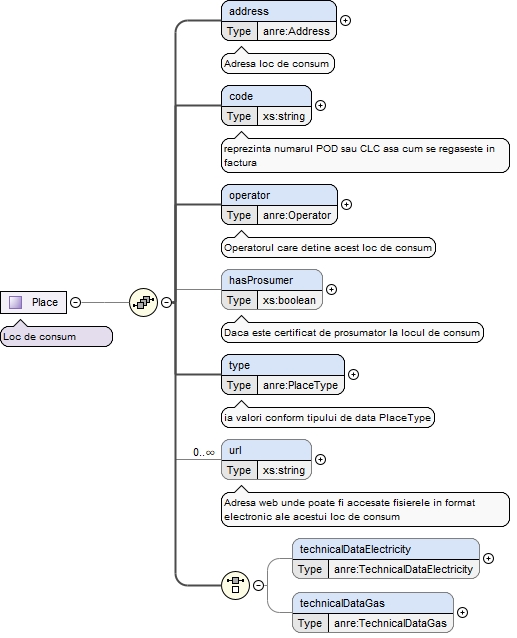 address
Type anre:Address
Adresa loc de consum
code
Type xs:string
reprezinta numarul POD sau CLC asa cum se regaseste in
factura
operator
Type anre:Operator
Operatorul care detine acest loc de consum
hasProsumer
Type xs:boolean
Daca este certificat de prosumator la locul de consum
Place
Loc de consum
type
Type anre:PlaceType
ia valori conform tipului de data PlaceType
0..∞
url
Type xs:string
Adresa web unde poate fi accesate fisierele in format
electronic ale acestui loc de consum
technicalDataElectricity
Type anre:TechnicalDataElectricity
technicalDataGas
Type anre:TechnicalDataGas